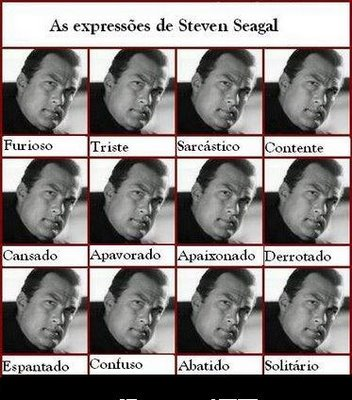 As expressões de Steven Seagal
Furioso Triste Sarcástico Contente
Cansado Apavorado Apaixonado Derrotado
Espantado Confuso Abatido Solitário